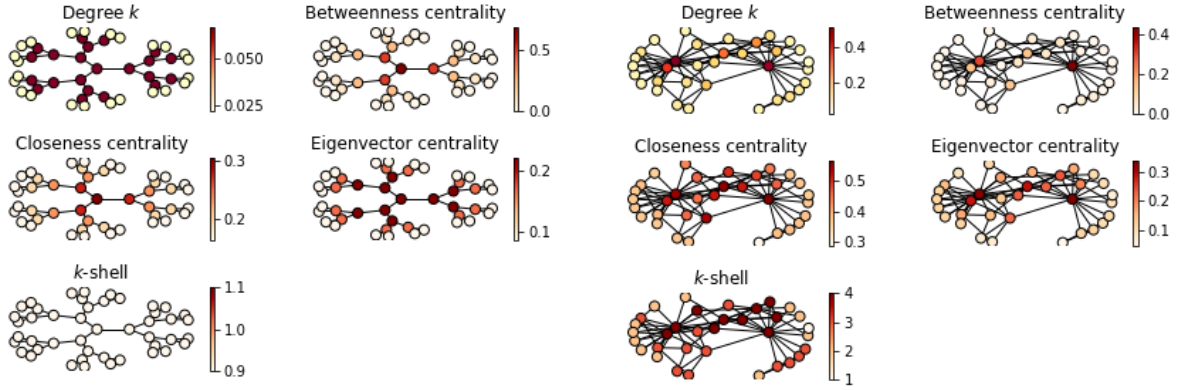 Degree k
Betweenness centrality
Degree k
Betweenness centrality
0.050
0.025
0.5
0.0
0.4
0.2
0.4
0.2
0.0
Closeness centrality
Eigenvector centrality
Closeness centrality
Eigenvector centrality
0.3
0.2
0.2
0.1
0.5
0.4
0.3
0.3
0.2
0.1
k-shell
k-shell
1.1
1.0
0.9
4
3
2
1